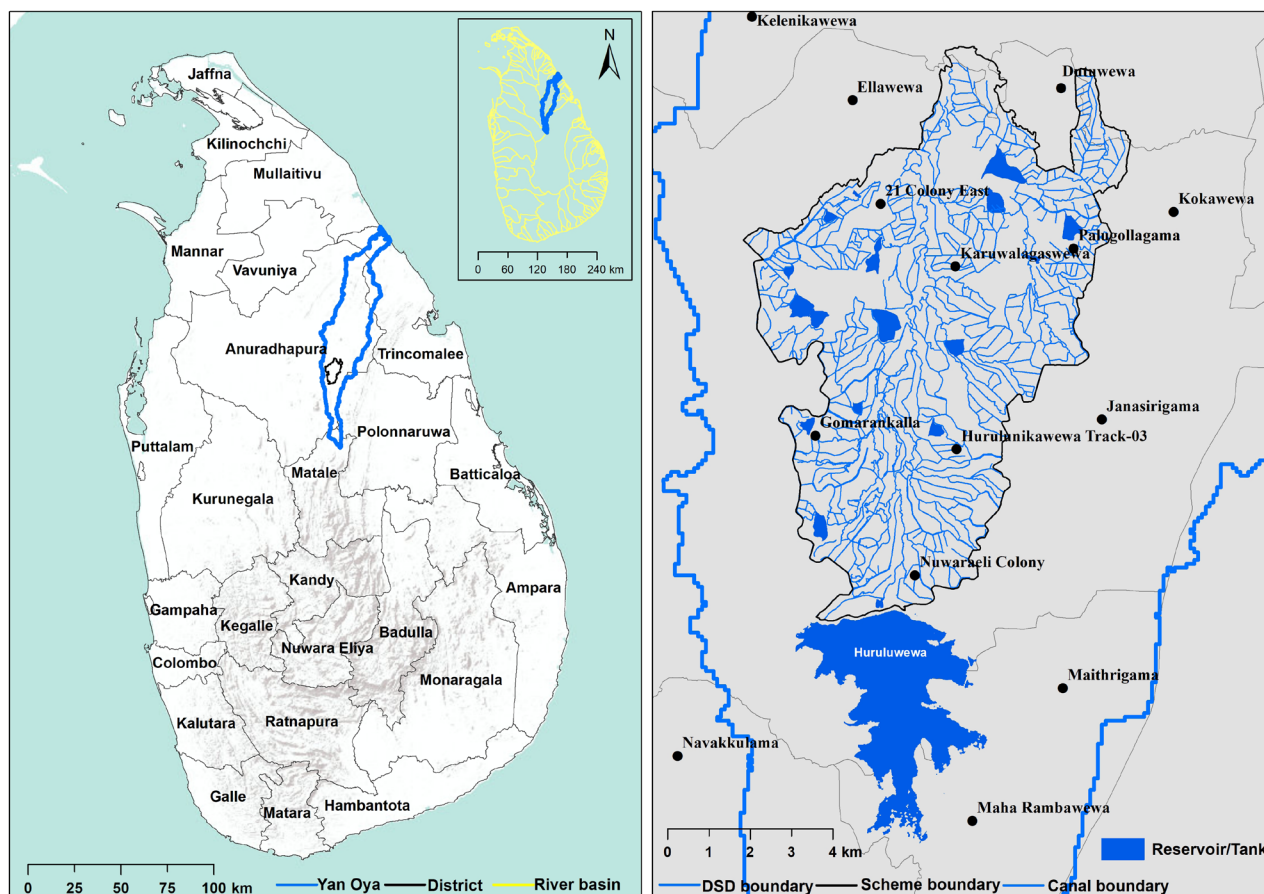 Jaffna
Kilinochchi
Mullaitivu
Mannar
Vavuniya
Anuradhapura
Trincomalee
Puttalam
Polonnaruwa
Matale
Batticaloa
Kurunegala
Kandy
Ampara
Gampaha
Kegalle
Badulla
Nuwara Eliya
Colombo
Monaragala
Kalutara
Ratnapura
Galle
Matara
Hambantota
0 25 50 100 km
Yan Oya
District
River basin
N
0 60 120 180 240 km
Kelenikawewa
Ellawewa
Dutuwewa
21 Colony East
Kokawewa
Palugollagama
Karuwalagaswewa
Janasirigama
Gomarankalla
Hurulunikawewa Track-03
Nuwaraeli Colony
Huruluwewa
Maithrigama
Navakkulama
Maha Rambawewa
0 1 2 4 km
Reservoir/Tank
DSD boundary
Scheme boundary
Canal boundary